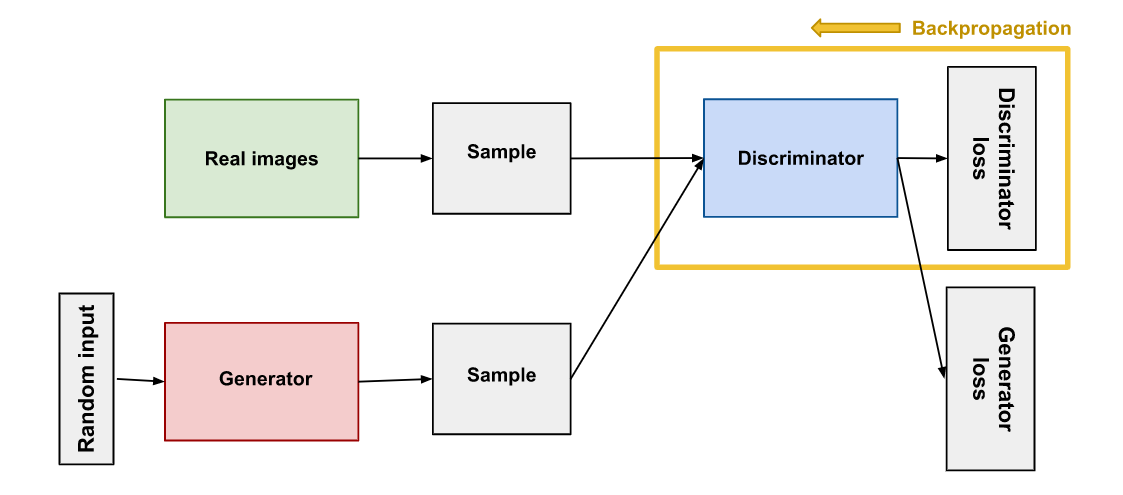 Backpropagation
Real images
Sample
Discriminator
Discriminator
loss
Random input
Generator
Sample
Generator
loss